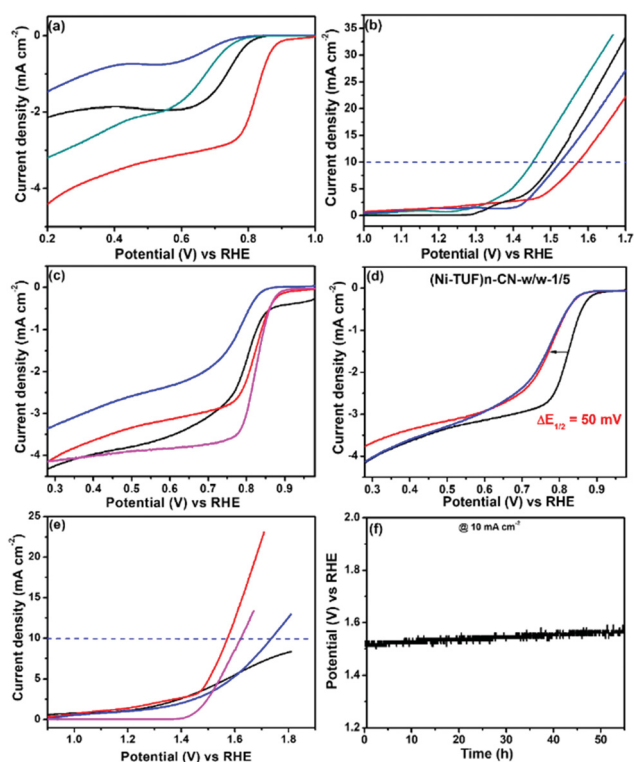 (a)
0
-2
-4
0.2 0.4 0.6 0.8 1.0
Current density (mA cm⁻²)
Potential (V) vs RHE
(b)
35
30
25
20
15
10
5
0
1.0 1.1 1.2 1.3 1.4 1.5 1.6 1.7
Current density (mA cm⁻²)
Potential (V) vs RHE
(c)
0
-1
-2
-3
-4
0.3 0.4 0.5 0.6 0.7 0.8 0.9
Current density (mA cm⁻²)
Potential (V) vs RHE
(d)
(Ni-TUF)n-CN-w/w-1/5
ΔE1/2 = 50 mV
0
-1
-2
-3
-4
0.3 0.4 0.5 0.6 0.7 0.8 0.9
Current density (mA cm⁻²)
Potential (V) vs RHE
(e)
25
20
15
10
5
0
1.0 1.2 1.4 1.6 1.8
Current density (mA cm⁻²)
Potential (V) vs RHE
(f)
@ 10 mA cm⁻²
2.0
1.8
1.6
1.4
1.2
0 10 20 30 40 50
Potential (V) vs RHE
Time (h)